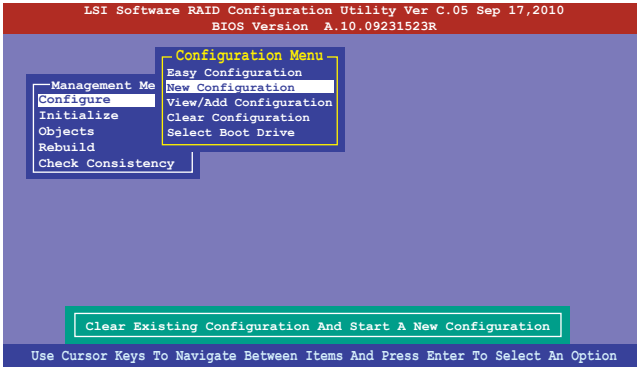 LSI Software RAID Configuration Utility Ver C.05 Sep 17,2010
BIOS Version A.10.09231523R
Configuration Menu
Easy Configuration
New Configuration
View/Add Configuration
Clear Configuration
Select Boot Drive
Management Me
Configure
Initialize
Objects
Rebuild
Check Consistency
Clear Existing Configuration And Start A New Configuration
Use Cursor Keys To Navigate Between Items And Press Enter To Select An Option